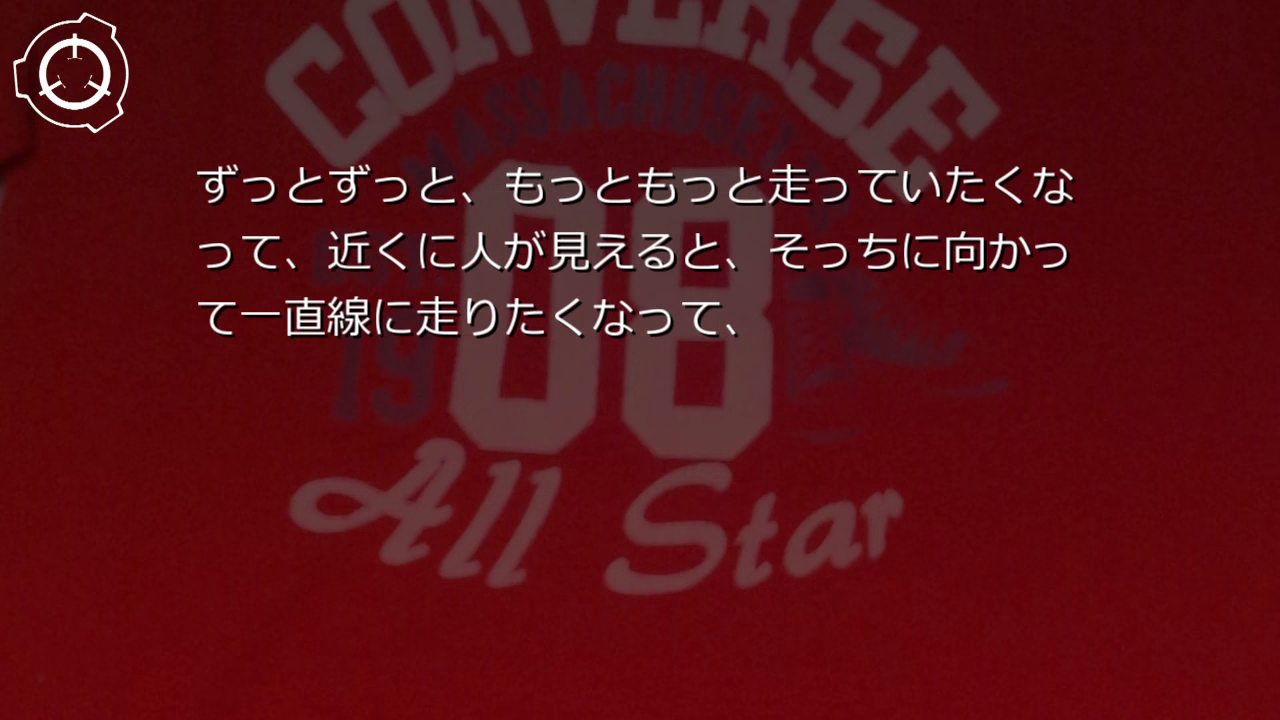 CONVERSE
MASSACHUSETTS
ずっとずっと、もっともっと走っていたくな
って、近くに人が見えると、そっちに向かっ
て一直線に走りたくなって、
08
19
All Star